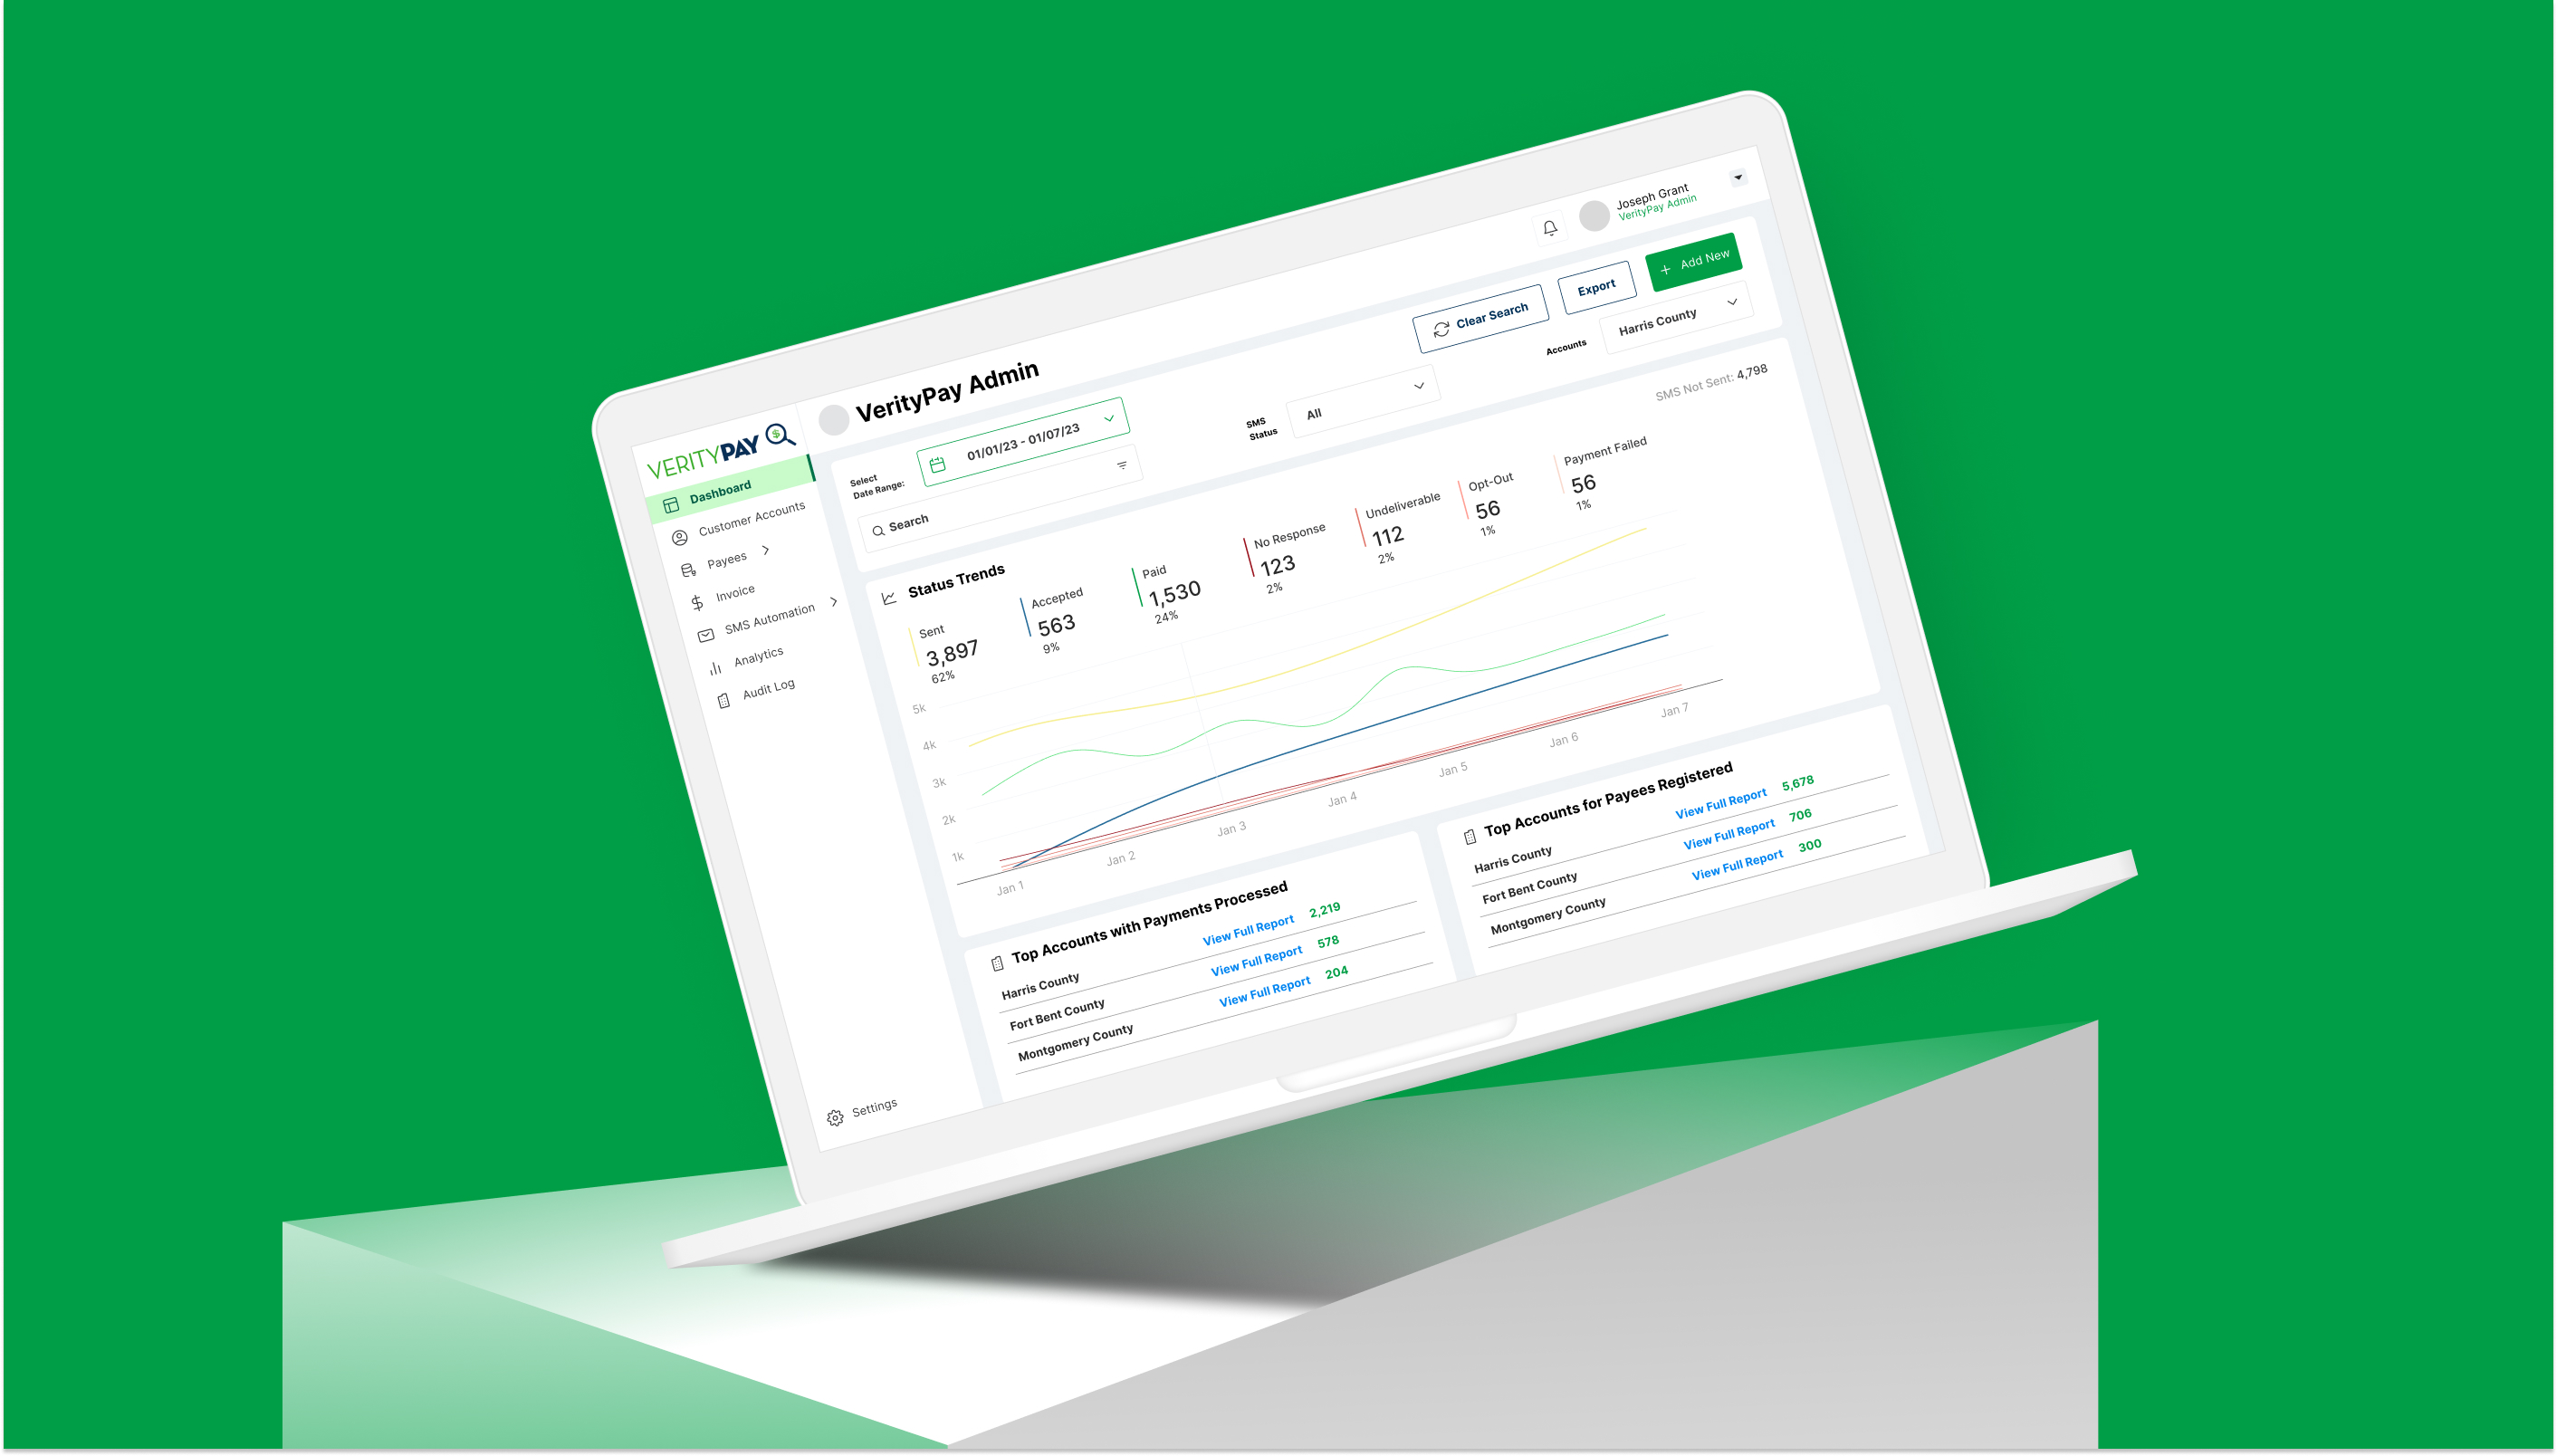 Joseph Grant
VerityPay Admin
VerityPay Admin
Clear Search
Export
+ Add New
VERITYPAY
$
Select
Date Range:
01/01/23 - 01/07/23
SMS
Status
All
Accounts
Harris County
Search
Dashboard
Customer Accounts
Payees
Invoice
SMS Automation
Analytics
Audit Log
Settings
Status Trends
SMS Not Sent: 4,798
Sent
3,897
62%
Accepted
563
9%
Paid
1,530
24%
No Response
123
2%
Undeliverable
112
2%
Opt-Out
56
1%
Payment Failed
56
1%
5k
4k
3k
2k
1k
Jan 1
Jan 2
Jan 3
Jan 4
Jan 5
Jan 6
Jan 7
Top Accounts with Payments Processed
Harris County View Full Report 2,219
Fort Bent County View Full Report 578
Montgomery County View Full Report 204
Top Accounts for Payees Registered
Harris County View Full Report 5,678
Fort Bent County View Full Report 706
Montgomery County View Full Report 300